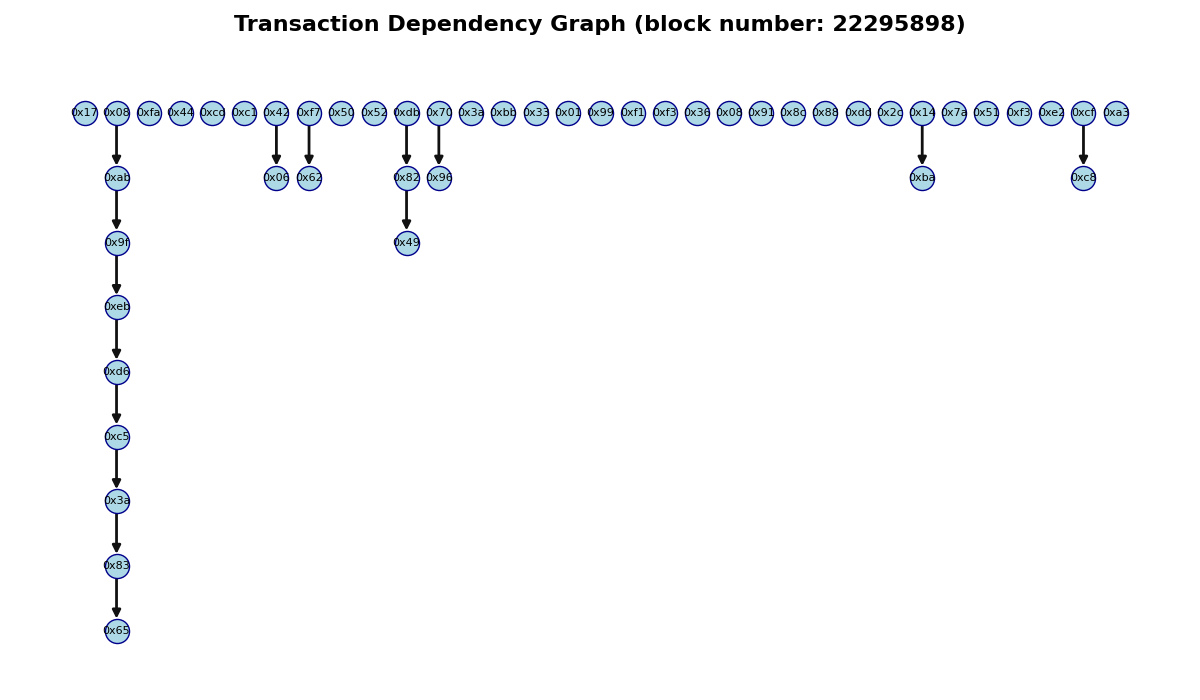 Transaction Dependency Graph (block number: 22295898)
0x17 0x08 0xfa 0x44 0xcd 0xc1 0x42 0xf7 0x50 0x52 0xdb 0x70 0x3a 0xbb 0x33 0x01 0x99 0xf1 0xf3 0x36 0x08 0x91 0x8c 0x88 0xdd 0x2c 0x14 0x7a 0x51 0xf3 0xe2 0xcf 0xa3
0xab 0x06 0x62 0x82 0x96 0xba 0xc8
0x9f 0x49
0xeb
0xd6
0xc5
0x3a
0x83
0x65